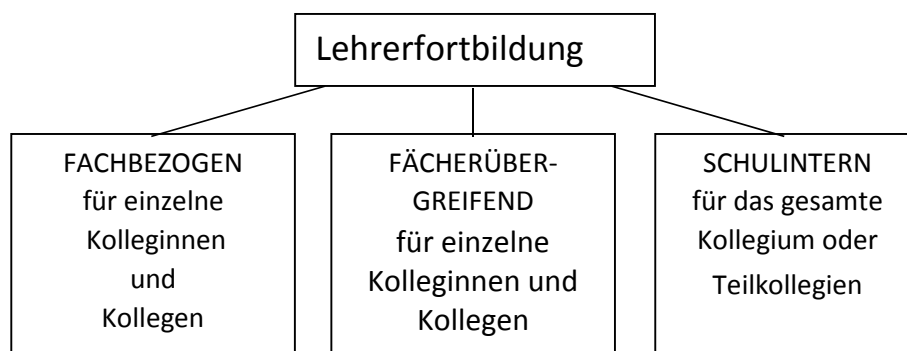 Lehrerfortbildung
FACHBEZOGEN
für einzelne
Kolleginnen
und
Kollegen
FÄCHERÜBER-
GREIFEND
für einzelne
Kolleginnen und
Kollegen
SCHULINTERN
für das gesamte
Kollegium oder
Teilkollegien